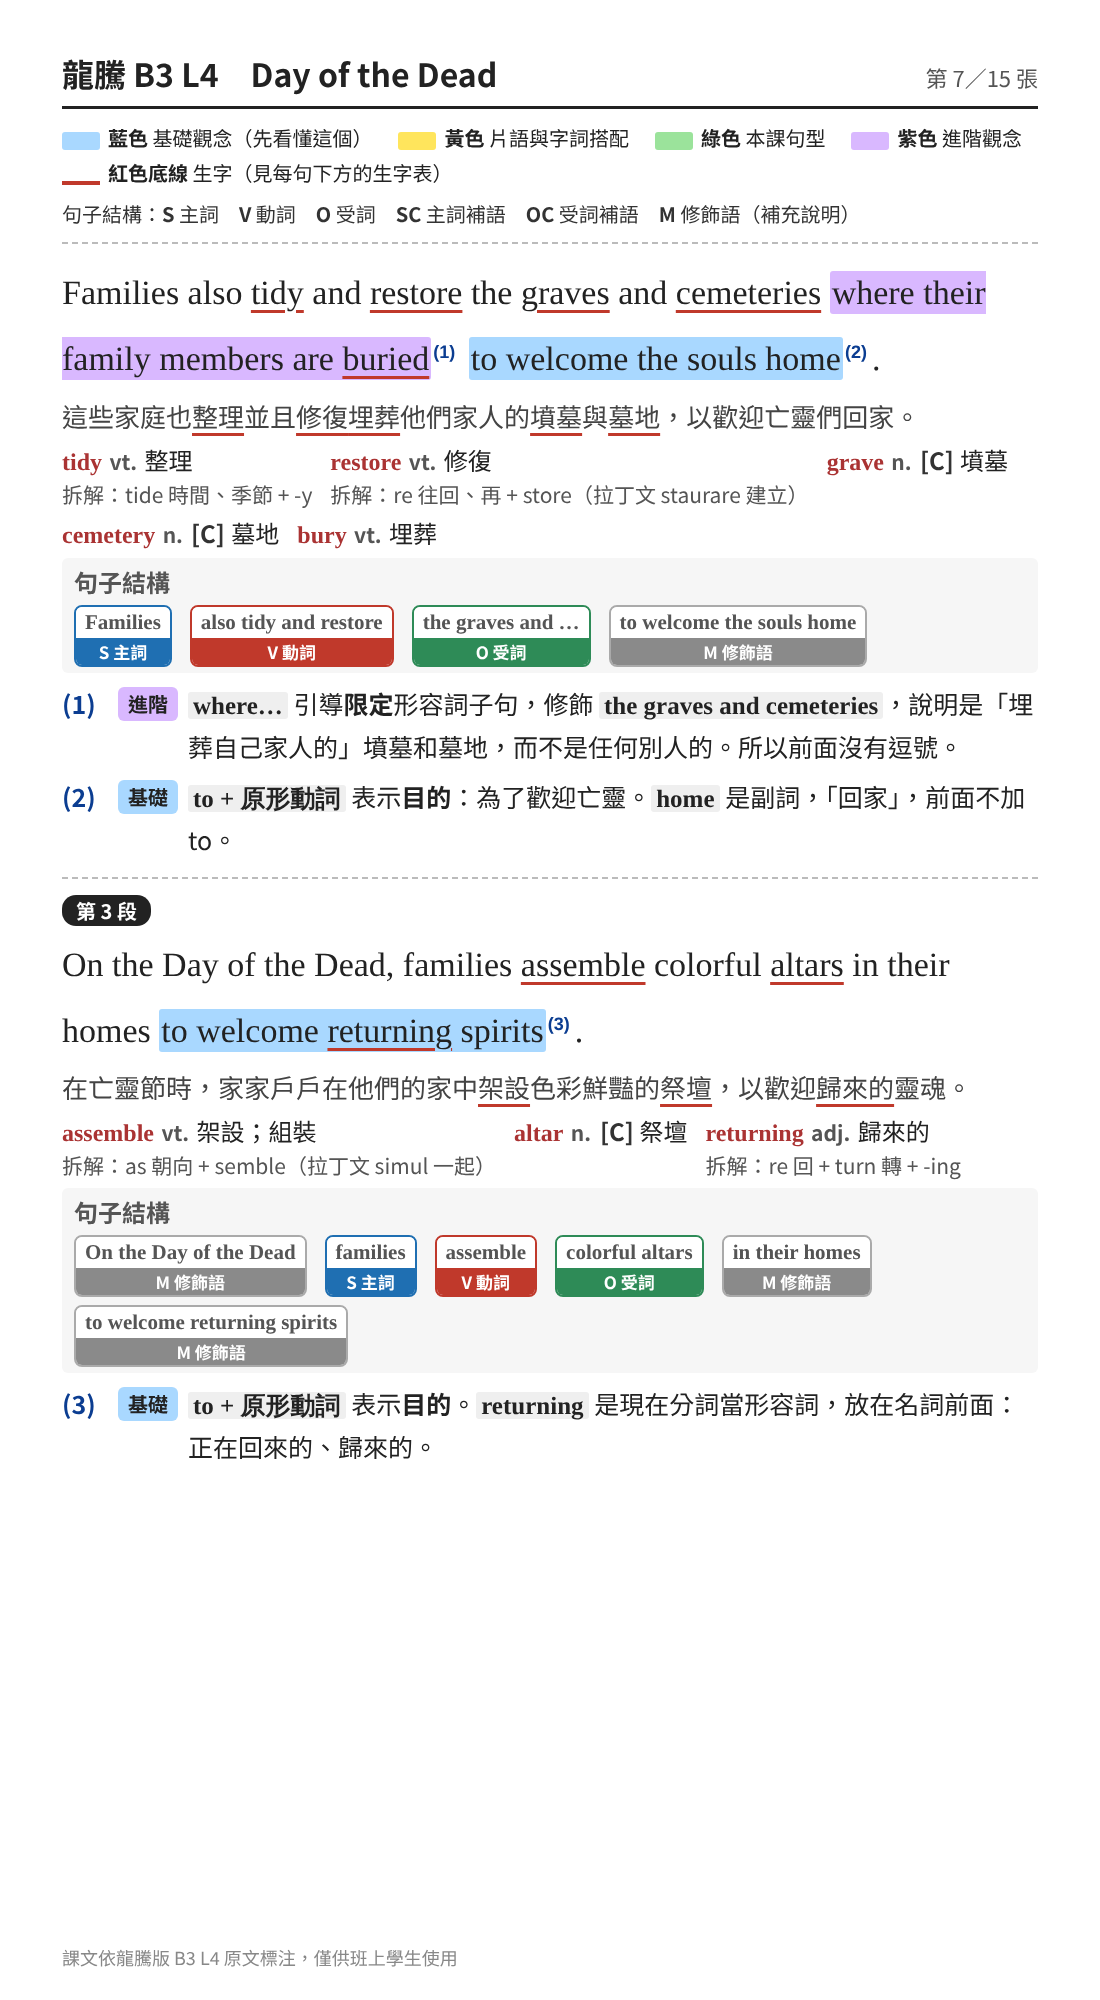 龍騰 B3 L4　Day of the Dead
第 7／15 張
藍色 基礎觀念（先看懂這個）　黃色 片語與字詞搭配　綠色 本課句型　紫色 進階觀念
紅色底線 生字（見每句下方的生字表）
句子結構：S 主詞　V 動詞　O 受詞　SC 主詞補語　OC 受詞補語　M 修飾語（補充說明）
Families also tidy and restore the graves and cemeteries where their
family members are buried(1) to welcome the souls home(2).
這些家庭也整理並且修復埋葬他們家人的墳墓與墓地，以歡迎亡靈們回家。
tidy vt. 整理　restore vt. 修復　grave n. [C] 墳墓
拆解：tide 時間、季節 + -y　拆解：re 往回、再 + store（拉丁文 staurare 建立）
cemetery n. [C] 墓地　bury vt. 埋葬
句子結構
Families　also tidy and restore　the graves and …　to welcome the souls home
S 主詞　V 動詞　O 受詞　M 修飾語
(1) 進階 where… 引導限定形容詞子句，修飾 the graves and cemeteries，說明是「埋
葬自己家人的」墳墓和墓地，而不是任何別人的。所以前面沒有逗號。
(2) 基礎 to + 原形動詞 表示目的：為了歡迎亡靈。home 是副詞，「回家」，前面不加
to。
第 3 段
On the Day of the Dead, families assemble colorful altars in their
homes to welcome returning spirits(3).
在亡靈節時，家家戶戶在他們的家中架設色彩鮮豔的祭壇，以歡迎歸來的靈魂。
assemble vt. 架設；組裝　altar n. [C] 祭壇　returning adj. 歸來的
拆解：as 朝向 + semble（拉丁文 simul 一起）　拆解：re 回 + turn 轉 + -ing
句子結構
On the Day of the Dead　families　assemble　colorful altars　in their homes
M 修飾語　S 主詞　V 動詞　O 受詞　M 修飾語
to welcome returning spirits
M 修飾語
(3) 基礎 to + 原形動詞 表示目的。returning 是現在分詞當形容詞，放在名詞前面：
正在回來的、歸來的。
課文依龍騰版 B3 L4 原文標注，僅供班上學生使用